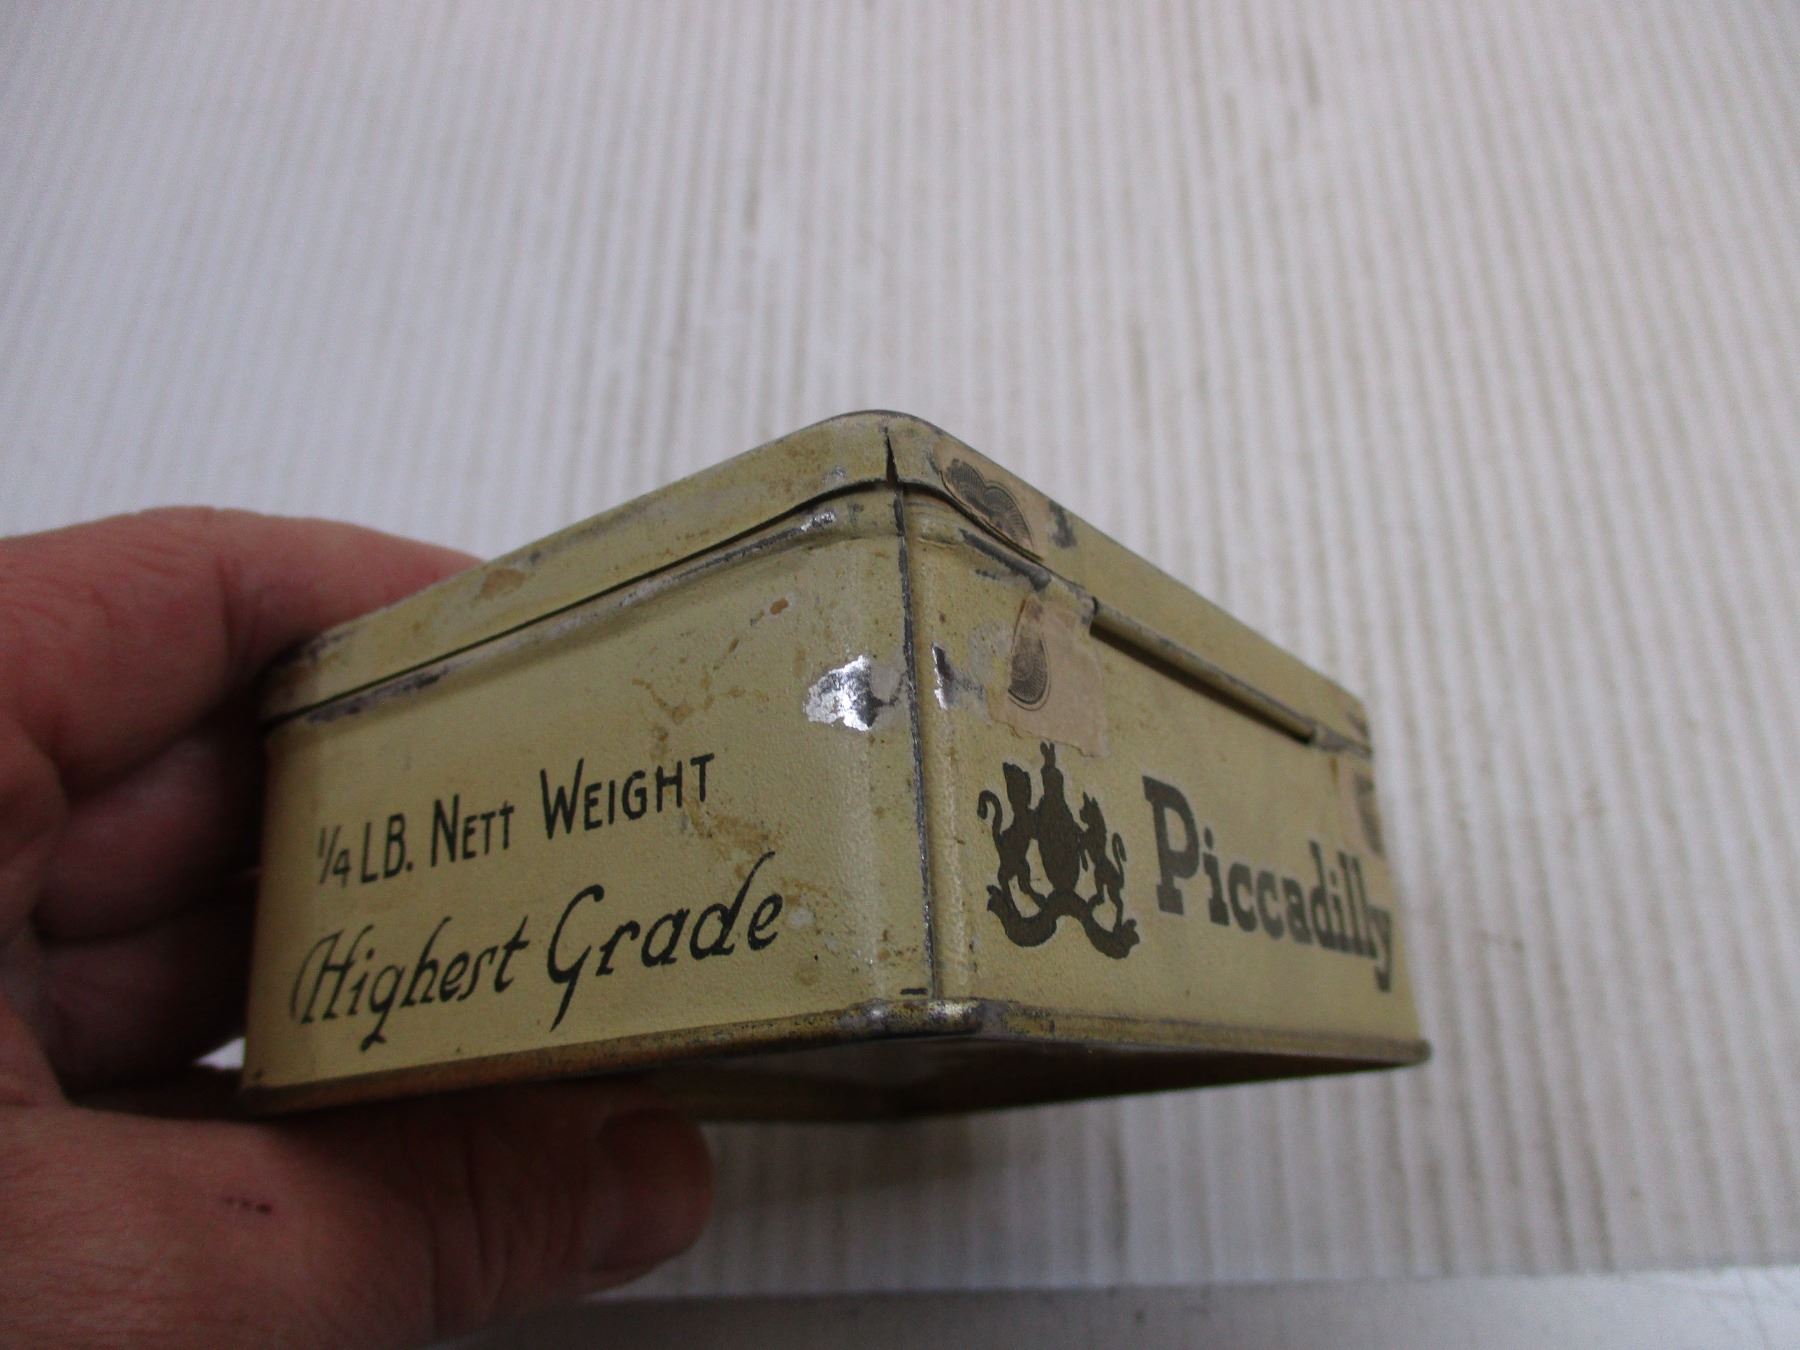 1/4 LB. NETT WEIGHT
Highest Grade
Piccadilly